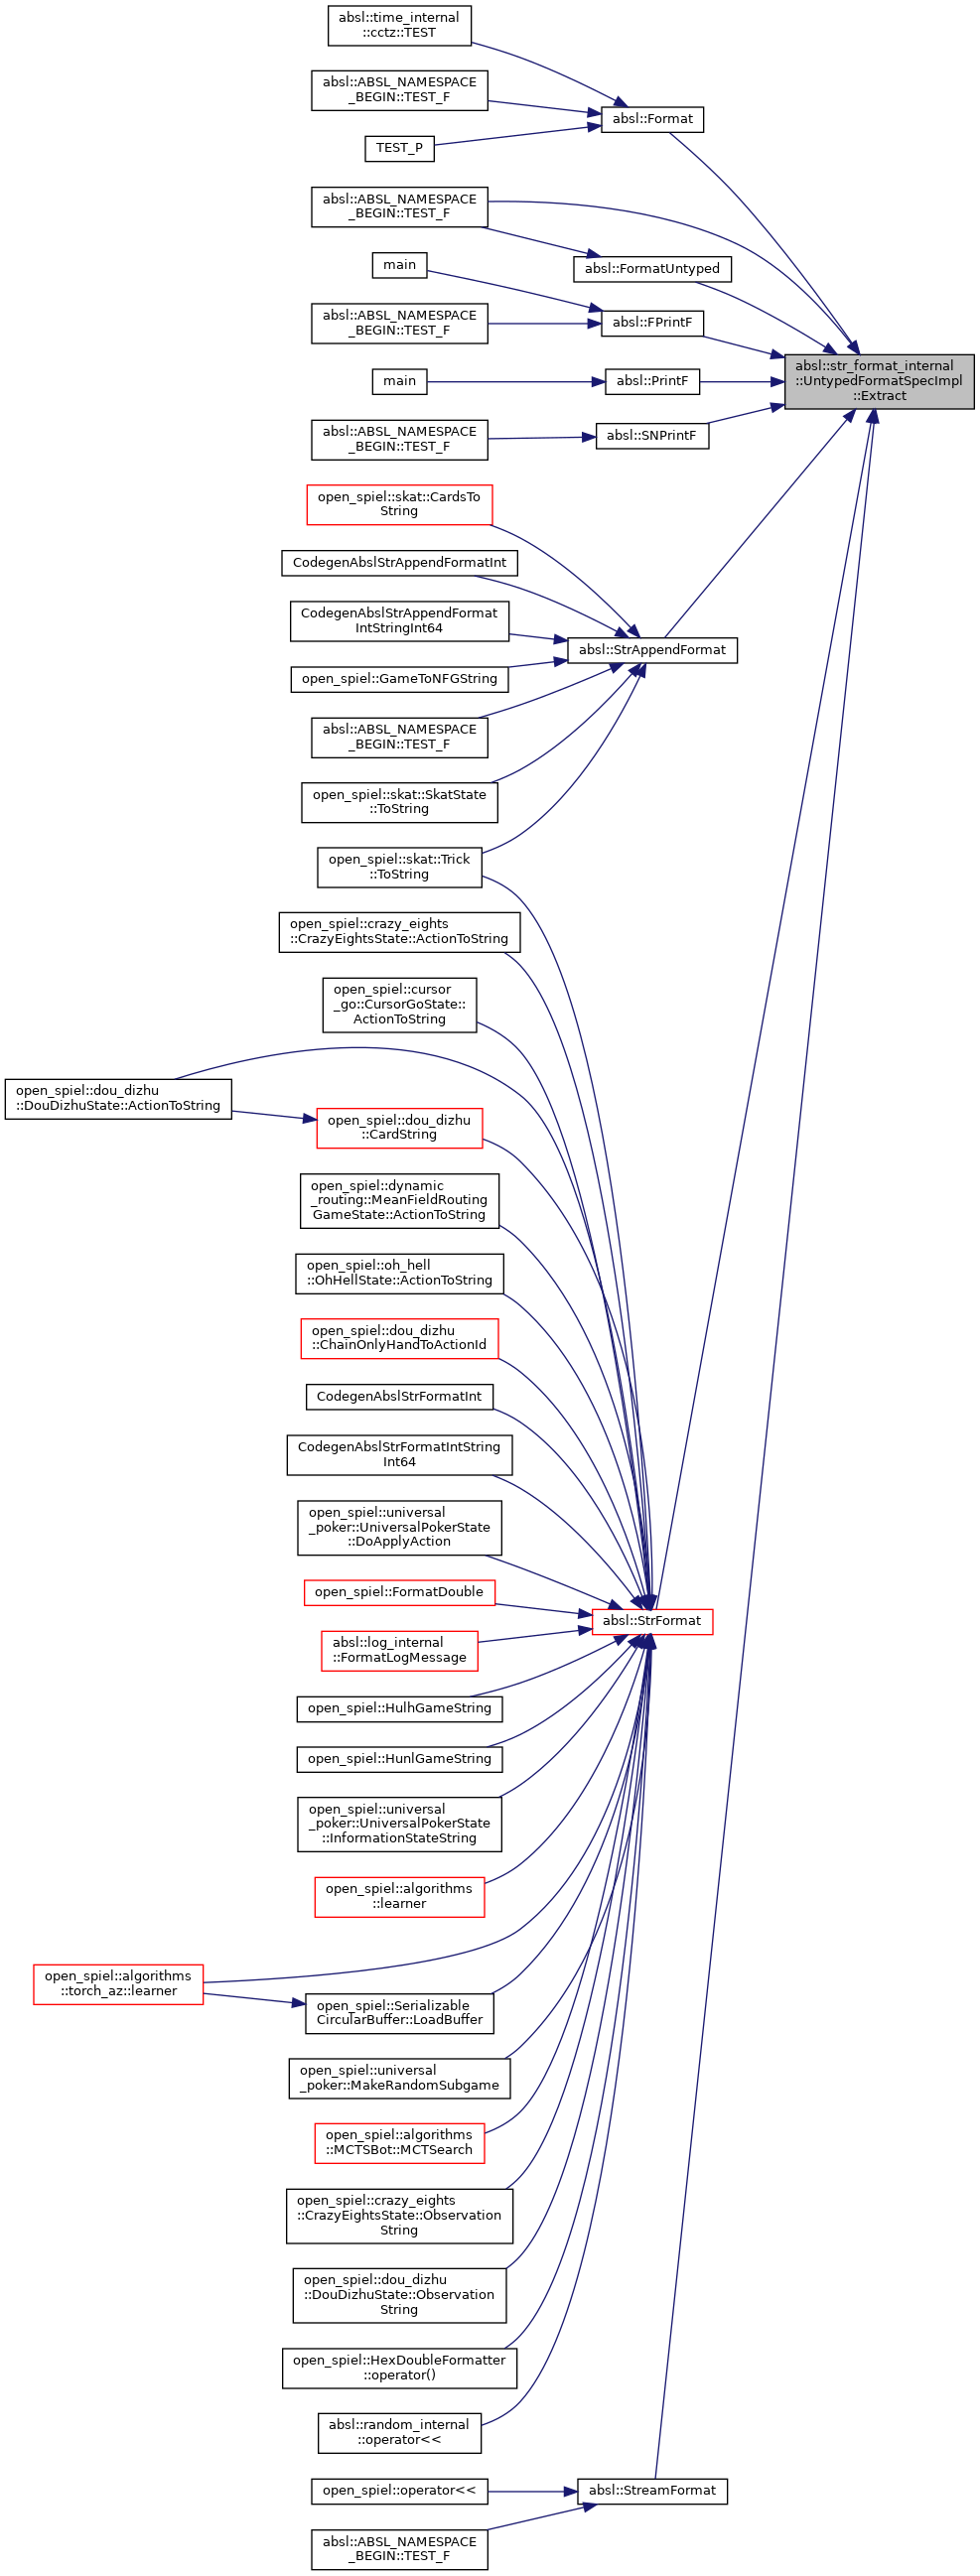 absl::time_internal
::cctz::TEST
absl::ABSL_NAMESPACE
_BEGIN::TEST_F
absl::Format
TEST_P
absl::ABSL_NAMESPACE
_BEGIN::TEST_F
main
absl::FormatUntyped
absl::ABSL_NAMESPACE
_BEGIN::TEST_F
absl::FPrintF
absl::str_format_internal
::UntypedFormatSpecImpl
::Extract
main
absl::PrintF
absl::ABSL_NAMESPACE
_BEGIN::TEST_F
absl::SNPrintF
open_spiel::skat::CardsTo
String
CodegenAbslStrAppendFormatInt
CodegenAbslStrAppendFormat
IntStringInt64
absl::StrAppendFormat
open_spiel::GameToNFGString
absl::ABSL_NAMESPACE
_BEGIN::TEST_F
open_spiel::skat::SkatState
::ToString
open_spiel::skat::Trick
::ToString
open_spiel::crazy_eights
::CrazyEightsState::ActionToString
open_spiel::cursor
_go::CursorGoState::
ActionToString
open_spiel::dou_dizhu
::DouDizhuState::ActionToString
open_spiel::dou_dizhu
::CardString
open_spiel::dynamic
_routing::MeanFieldRouting
GameState::ActionToString
open_spiel::oh_hell
::OhHellState::ActionToString
open_spiel::dou_dizhu
::ChainOnlyHandToActionId
CodegenAbslStrFormatInt
CodegenAbslStrFormatIntString
Int64
open_spiel::universal
_poker::UniversalPokerState
::DoApplyAction
open_spiel::FormatDouble
absl::StrFormat
absl::log_internal
::FormatLogMessage
open_spiel::HulhGameString
open_spiel::HunlGameString
open_spiel::universal
_poker::UniversalPokerState
::InformationStateString
open_spiel::algorithms
::learner
open_spiel::algorithms
::torch_az::learner
open_spiel::Serializable
CircularBuffer::LoadBuffer
open_spiel::universal
_poker::MakeRandomSubgame
open_spiel::algorithms
::MCTSBot::MCTSearch
open_spiel::crazy_eights
::CrazyEightsState::Observation
String
open_spiel::dou_dizhu
::DouDizhuState::Observation
String
open_spiel::HexDoubleFormatter
::operator()
absl::random_internal
::operator<<
open_spiel::operator<<
absl::StreamFormat
absl::ABSL_NAMESPACE
_BEGIN::TEST_F